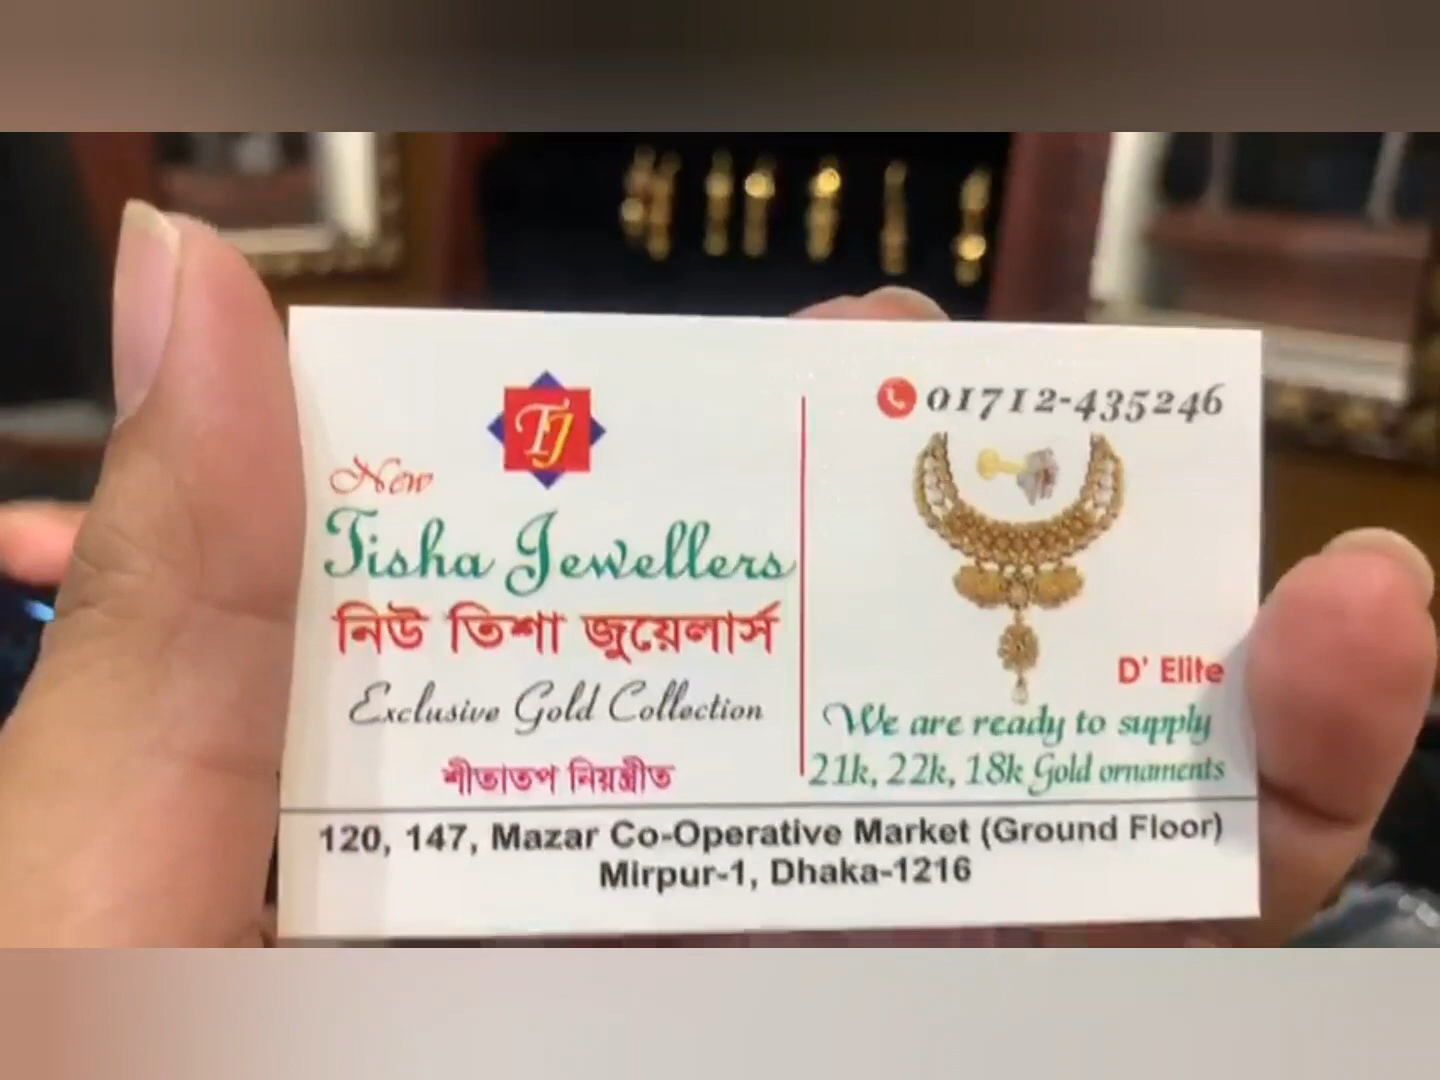 TJ
New
Tisha Jewellers
নিউ তিশা জুয়েলার্স
Exclusive Gold Collection
শীতাতপ নিয়ন্ত্রীত
01712-435246
D' Elite
We are ready to supply
21k, 22k, 18k Gold ornaments
120, 147, Mazar Co-Operative Market (Ground Floor)
Mirpur-1, Dhaka-1216